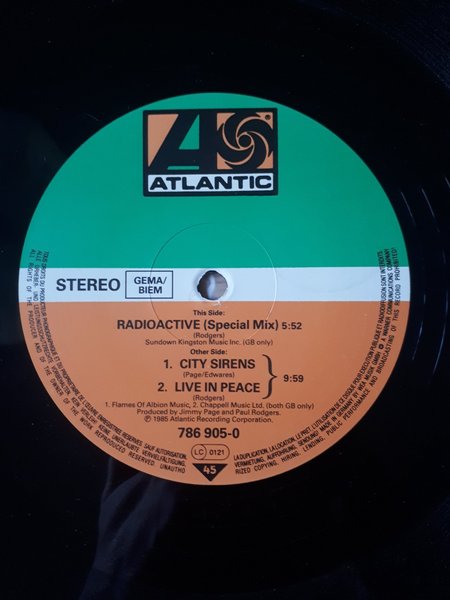 ATLANTIC
STEREO
GEMA/
BIEM
This Side:
RADIOACTIVE (Special Mix) 5:52
(Rodgers)
Sundown Kingston Music Inc. (GB only)
Other Side:
1. CITY SIRENS
(Page/Edwares)
2. LIVE IN PEACE
(Rodgers)
9:59
1. Flames Of Albion Music, 2. Chappell Music Ltd. (both GB only)
Produced by Jimmy Page and Paul Rodgers.
℗ 1985 Atlantic Recording Corporation.
786 905-0
LC 0121
45